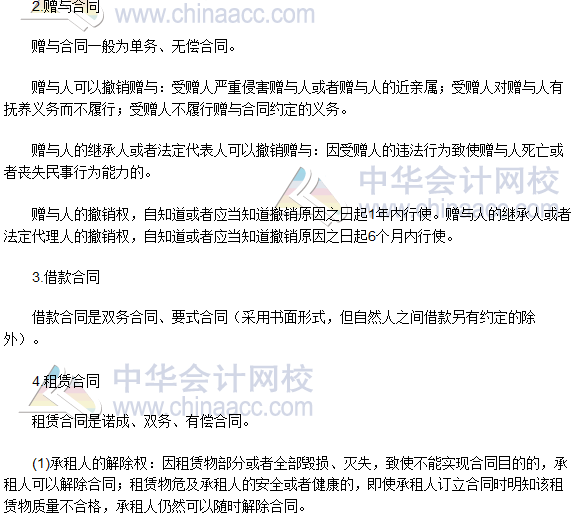 2.赠与合同
www.chinaacc.com
赠与合同一般为单务、无偿合同。
赠与人可以撤销赠与：受赠人严重侵害赠与人或者赠与人的近亲属；受赠人对赠与人有
抚养义务而不履行；受赠人不履行赠与合同约定的义务。
赠与人的继承人或者法定代表人可以撤销赠与：因受赠人的违法行为致使赠与人死亡或
者丧失民事行为能力的。
中华会计网校
www.chinaacc.com
赠与人的撤销权，自知道或者应当知道撤销原因之日起1年内行使。赠与人的继承人或者
法定代理人的撤销权，自知道或者应当知道撤销原因之日起6个月内行使。
3.借款合同
借款合同是双务合同、要式合同（采用书面形式，但自然人之间借款另有约定的除
外）。
4.租赁合同
中华会计网校
www.chinaacc.com
租赁合同是诺成、双务、有偿合同。
(1)承租人的解除权：因租赁物部分或者全部毁损、灭失，致使不能实现合同目的的，承
租人可以解除合同；租赁物危及承租人的安全或者健康的，即使承租人订立合同时明知该租
赁物质量不合格，承租人仍然可以随时解除合同。